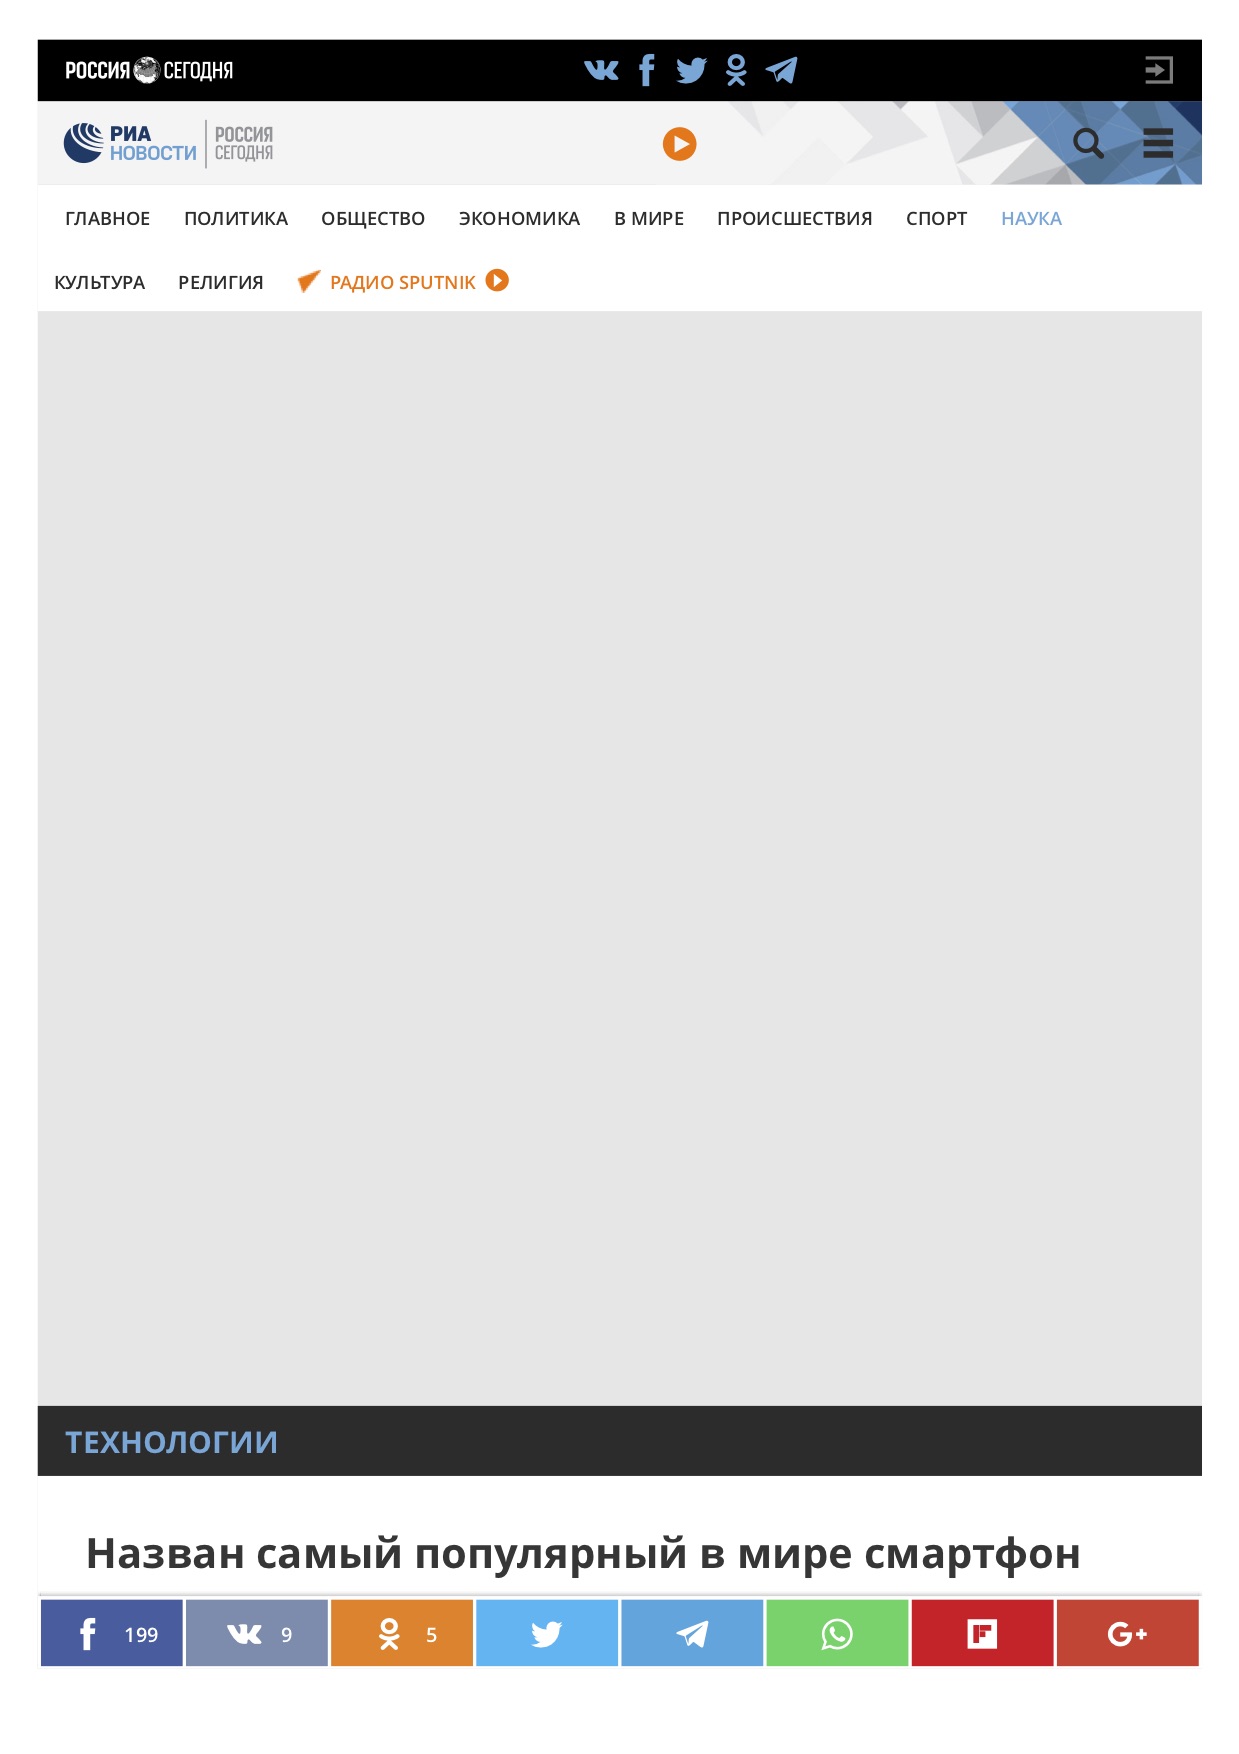 РОССИЯ СЕГОДНЯ
РИА НОВОСТИ РОССИЯ СЕГОДНЯ
ГЛАВНОЕ ПОЛИТИКА ОБЩЕСТВО ЭКОНОМИКА В МИРЕ ПРОИСШЕСТВИЯ СПОРТ НАУКА
КУЛЬТУРА РЕЛИГИЯ РАДИО SPUTNIK
ТЕХНОЛОГИИ
Назван самый популярный в мире смартфон
199 9 5 G+